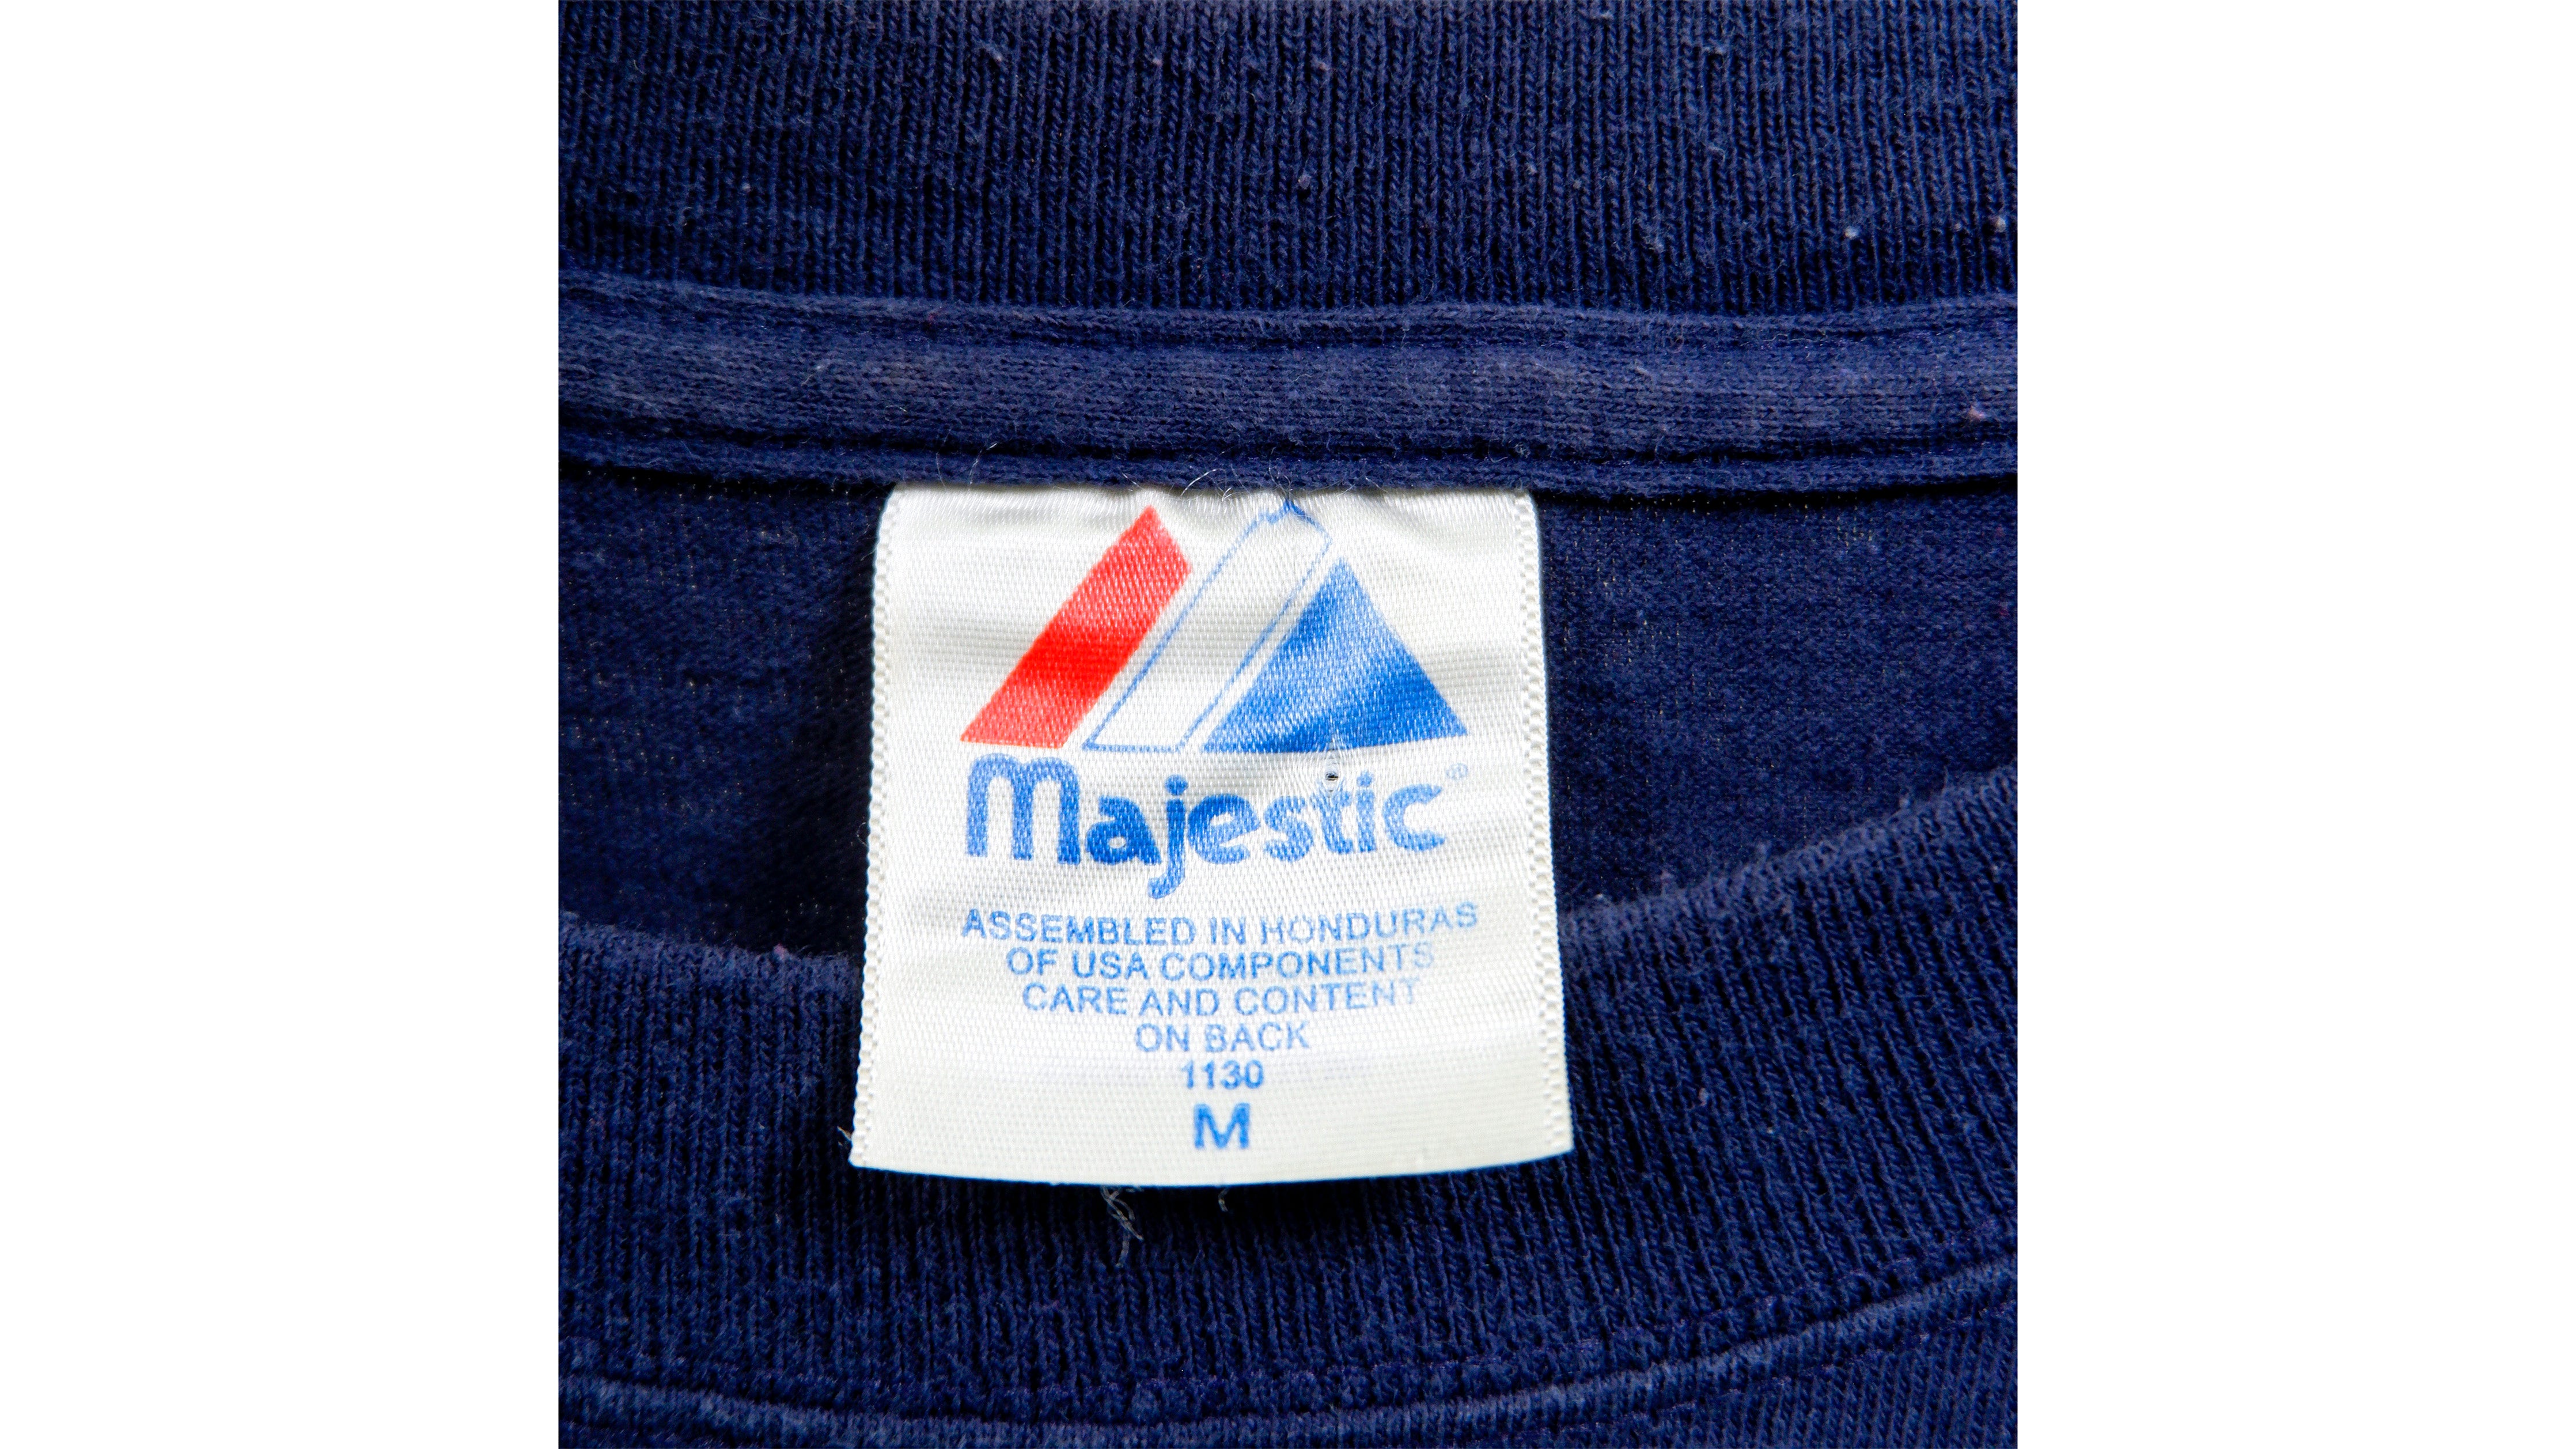 Majestic®
ASSEMBLED IN HONDURAS
OF USA COMPONENTS
CARE AND CONTENT
ON BACK
1130
M